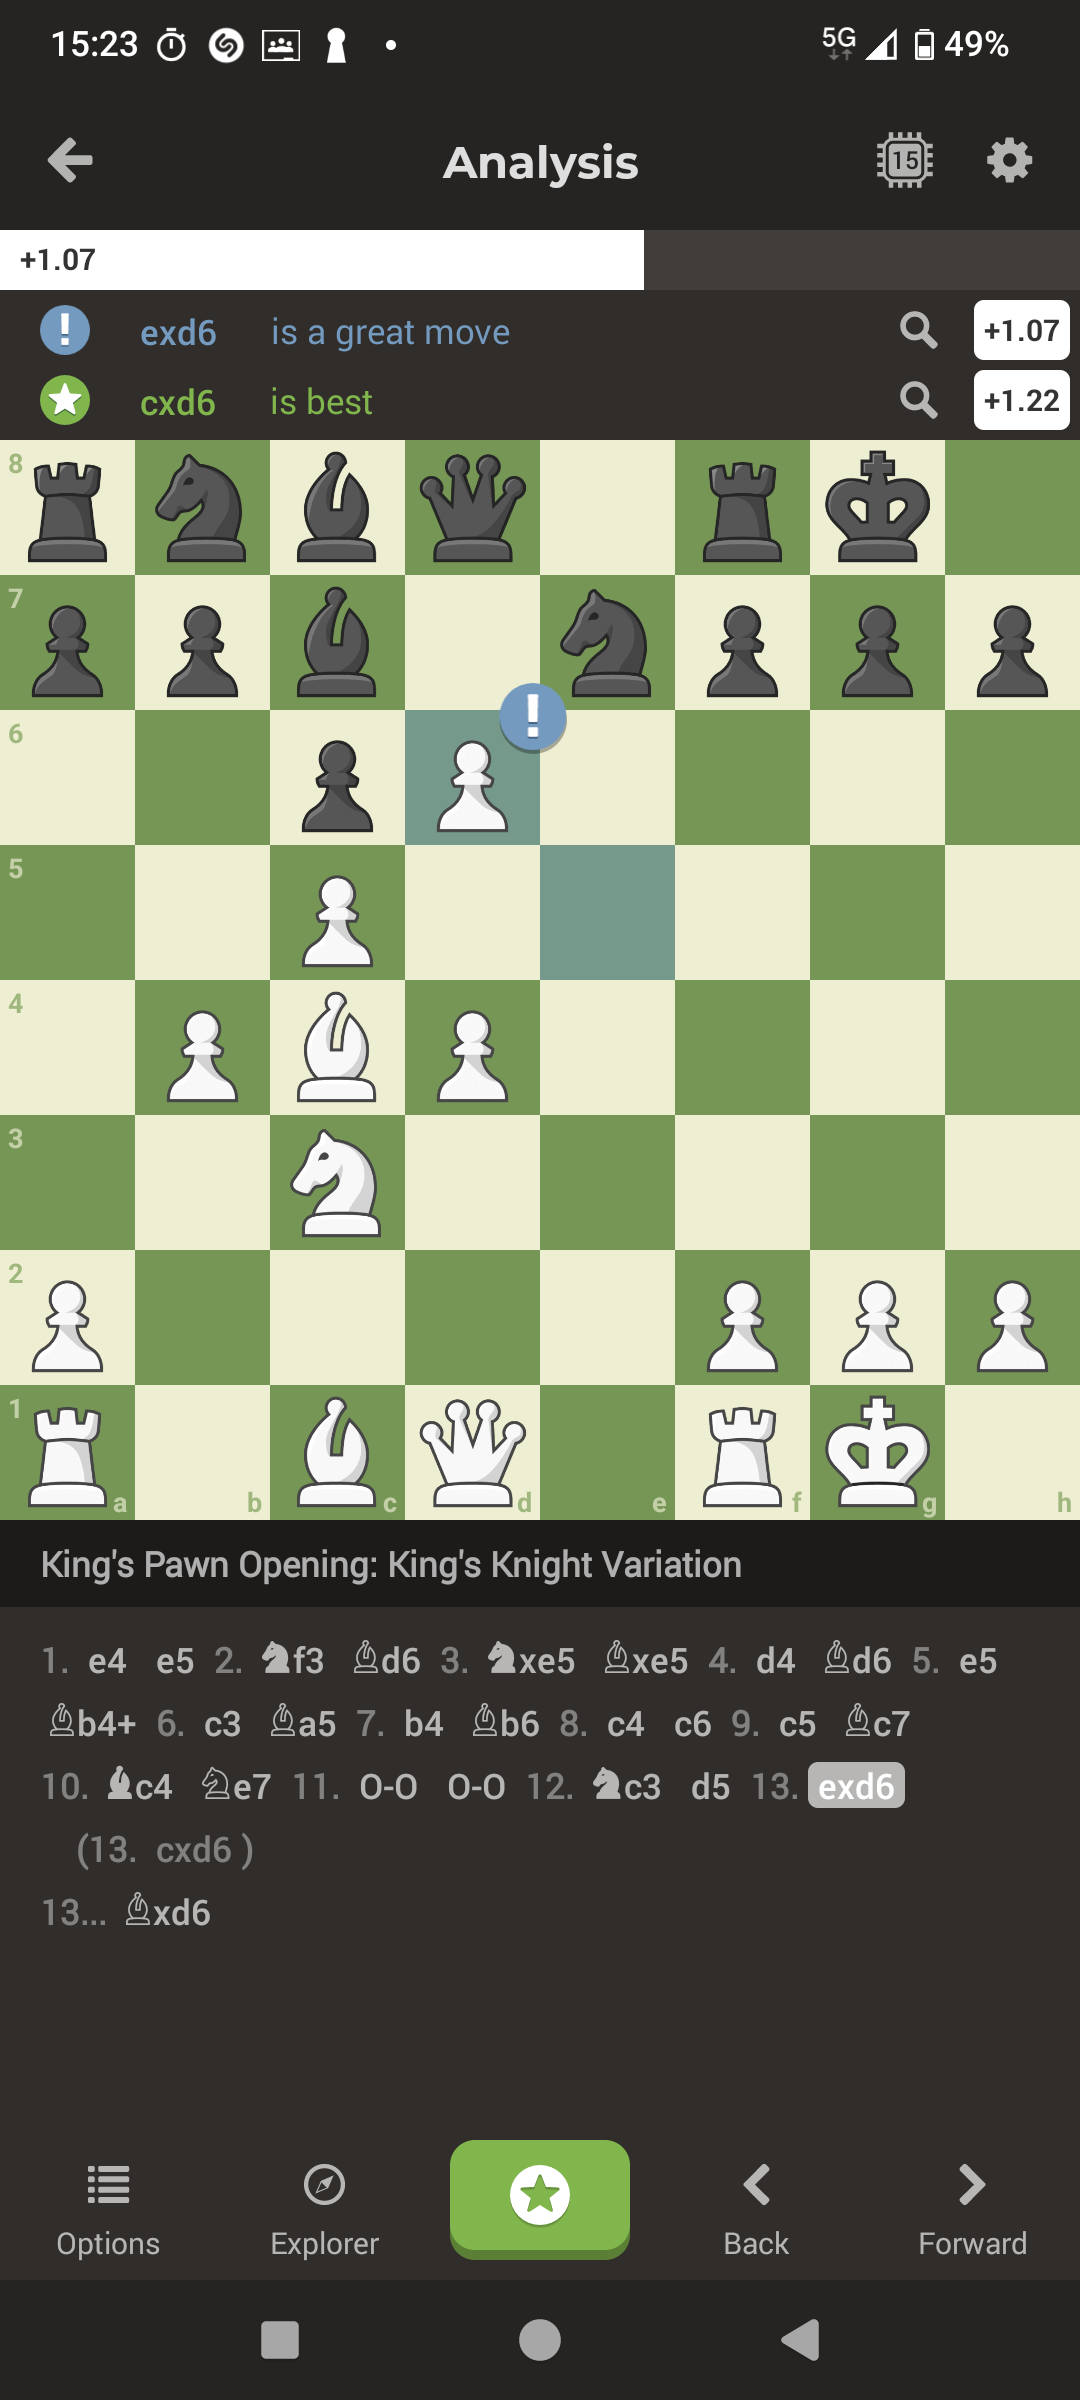 15:23 5G 49%
Analysis 15
+1.07
exd6 is a great move +1.07
cxd6 is best +1.22
8
7
!
6
5
4
3
2
1 a b c d e f g h
King's Pawn Opening: King's Knight Variation
1. e4 e5 2. ♞f3 ♗d6 3. ♞xe5 ♗xe5 4. d4 ♗d6 5. e5
♗b4+ 6. c3 ♗a5 7. b4 ♗b6 8. c4 c6 9. c5 ♗c7
10. ♝c4 ♘e7 11. O-O O-O 12. ♞c3 d5 13. exd6
(13. cxd6 )
13... ♗xd6
Options Explorer Back Forward